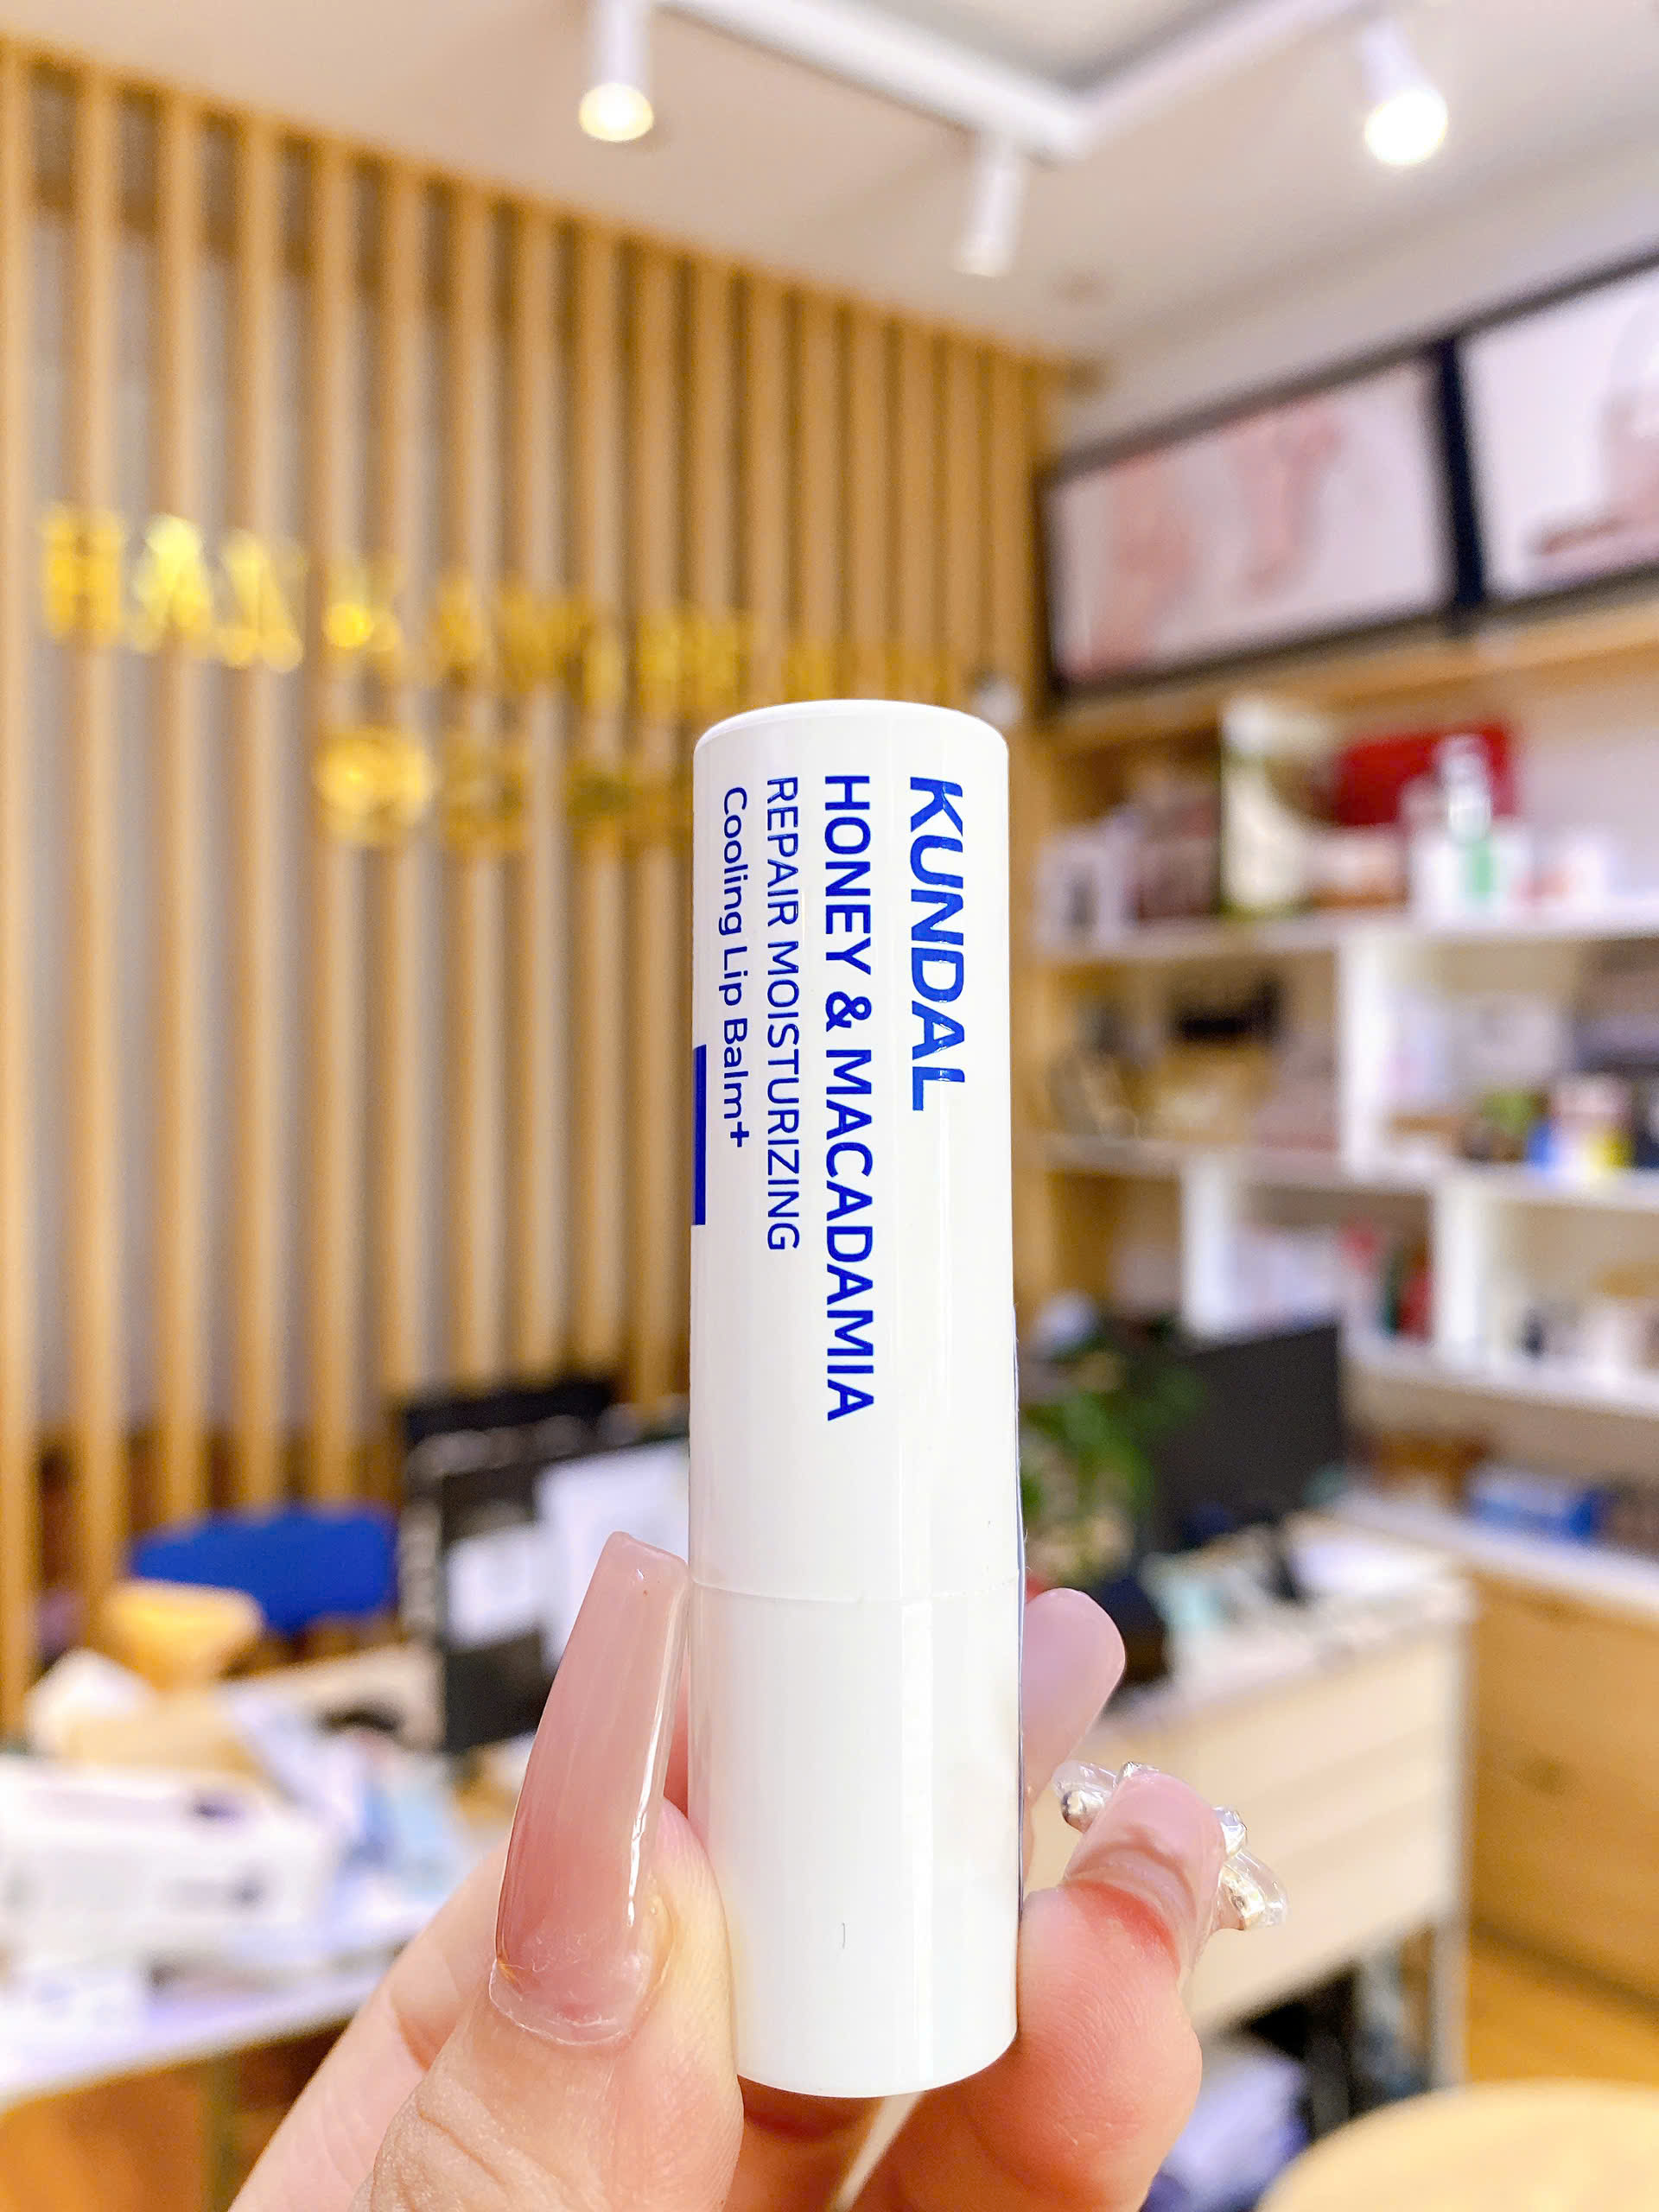 KUNDAL
HONEY & MACADAMIA
REPAIR MOISTURIZING
Cooling Lip Balm+